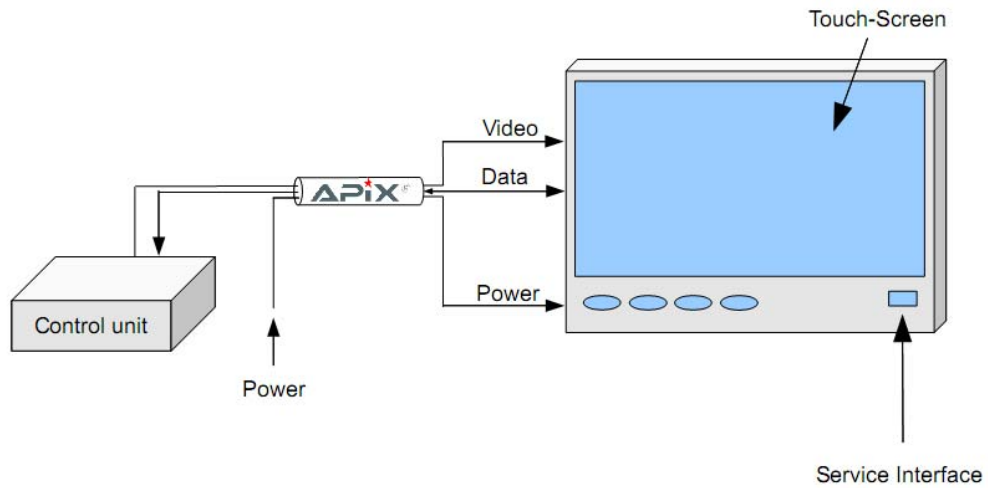 Touch-Screen
Video
APiX
Data
Power
Control unit
Power
Service Interface